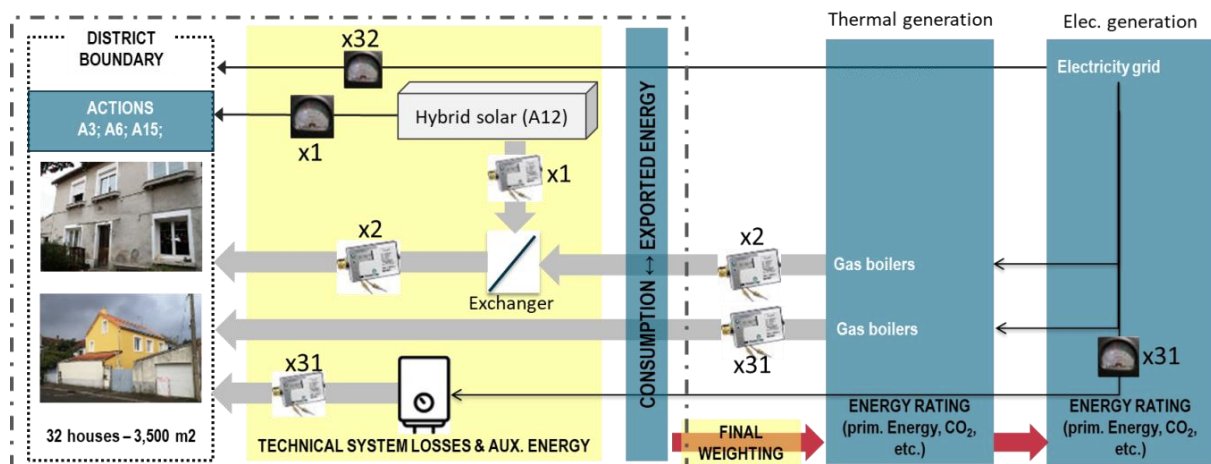 Thermal generation
Elec. generation
DISTRICT
BOUNDARY
x32
Electricity grid
ACTIONS
A3; A6; A15;
Hybrid solar (A12)
x1
x1
x2
x2
Exchanger
Gas boilers
Gas boilers
x31
x31
x31
CONSUMPTION ↔ EXPORTED ENERGY
32 houses – 3,500 m2
TECHNICAL SYSTEM LOSSES & AUX. ENERGY
FINAL
WEIGHTING
ENERGY RATING
(prim. Energy, CO₂,
etc.)
ENERGY RATING
(prim. Energy, CO₂,
etc.)